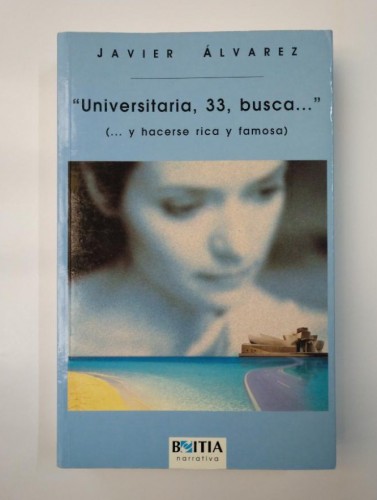 JAVIER ÁLVAREZ
“Universitaria, 33, busca...”
(... y hacerse rica y famosa)
BEITIA
narrativa